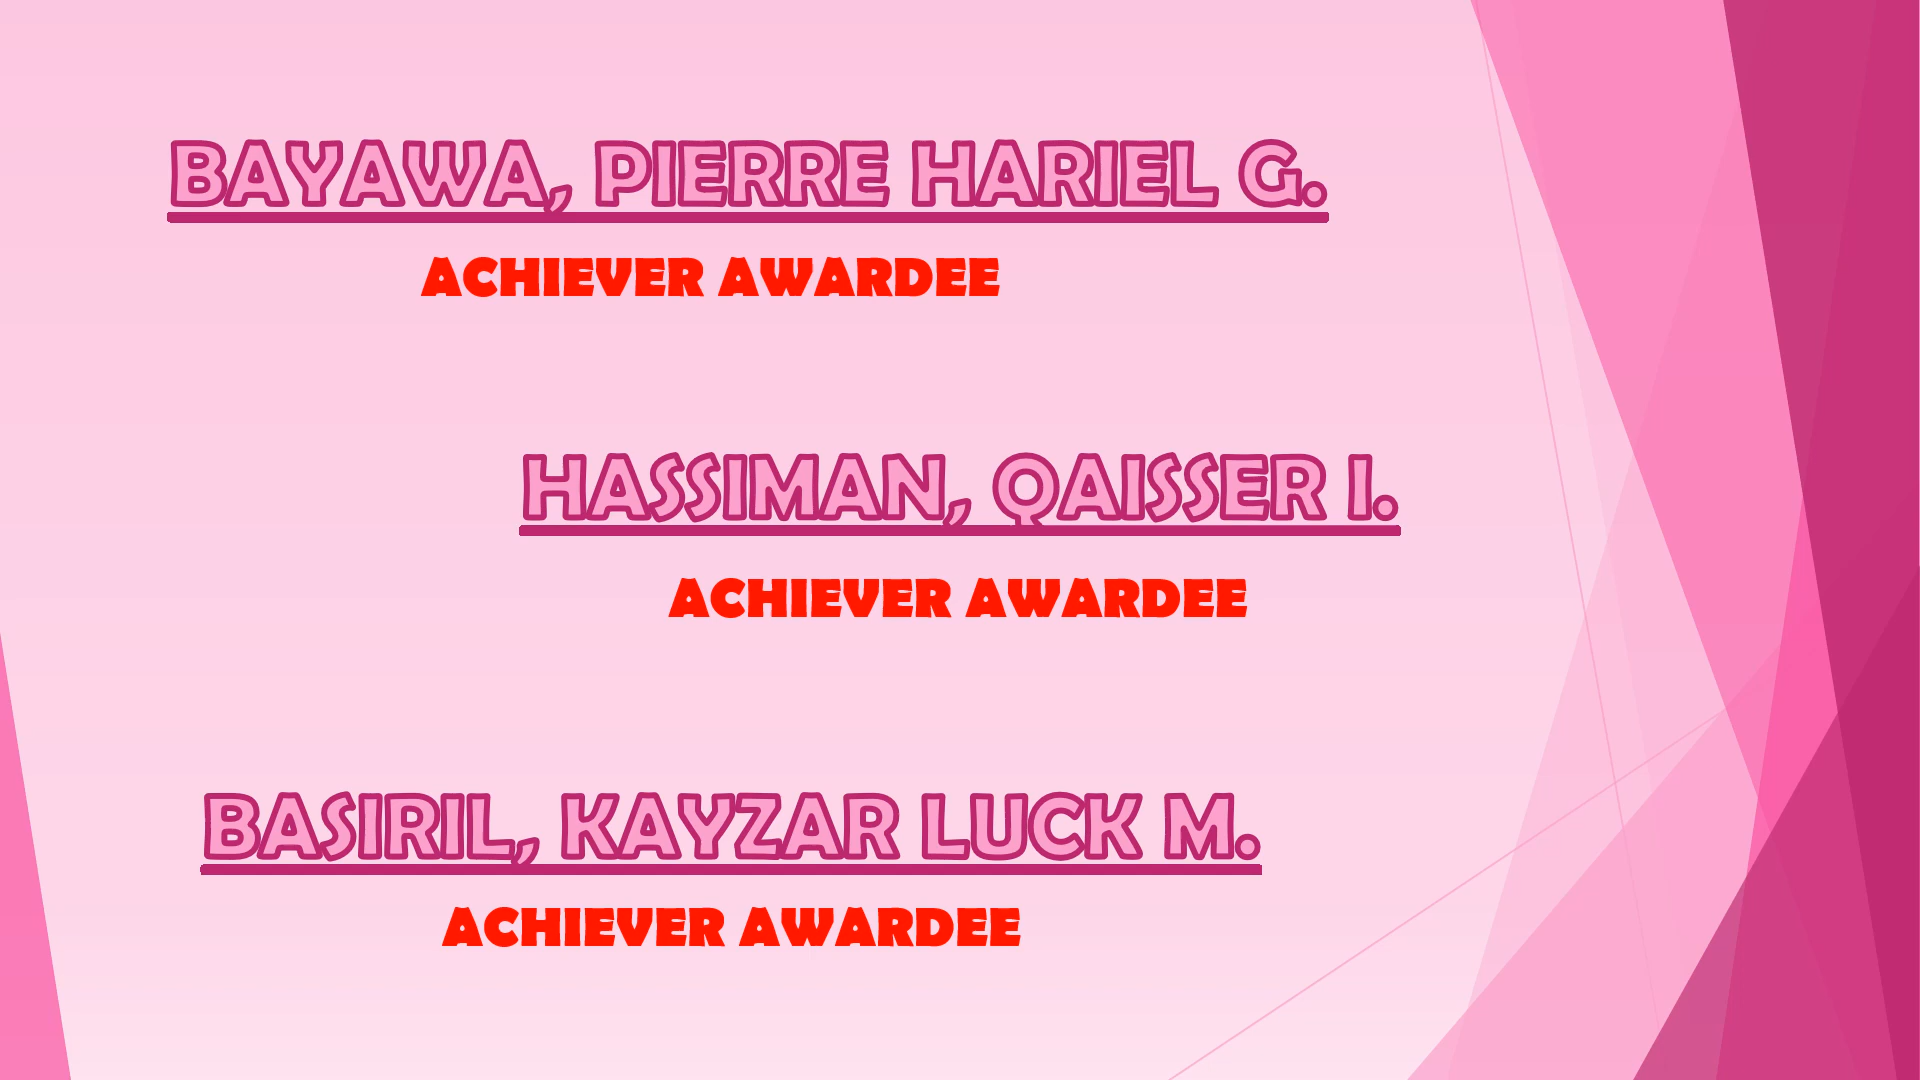 BAYAWA, PIERRE HARIEL G.
ACHIEVER AWARDEE
HASSIMAN, QAISSER I.
ACHIEVER AWARDEE
BASIRIL, KAYZAR LUCK M.
ACHIEVER AWARDEE